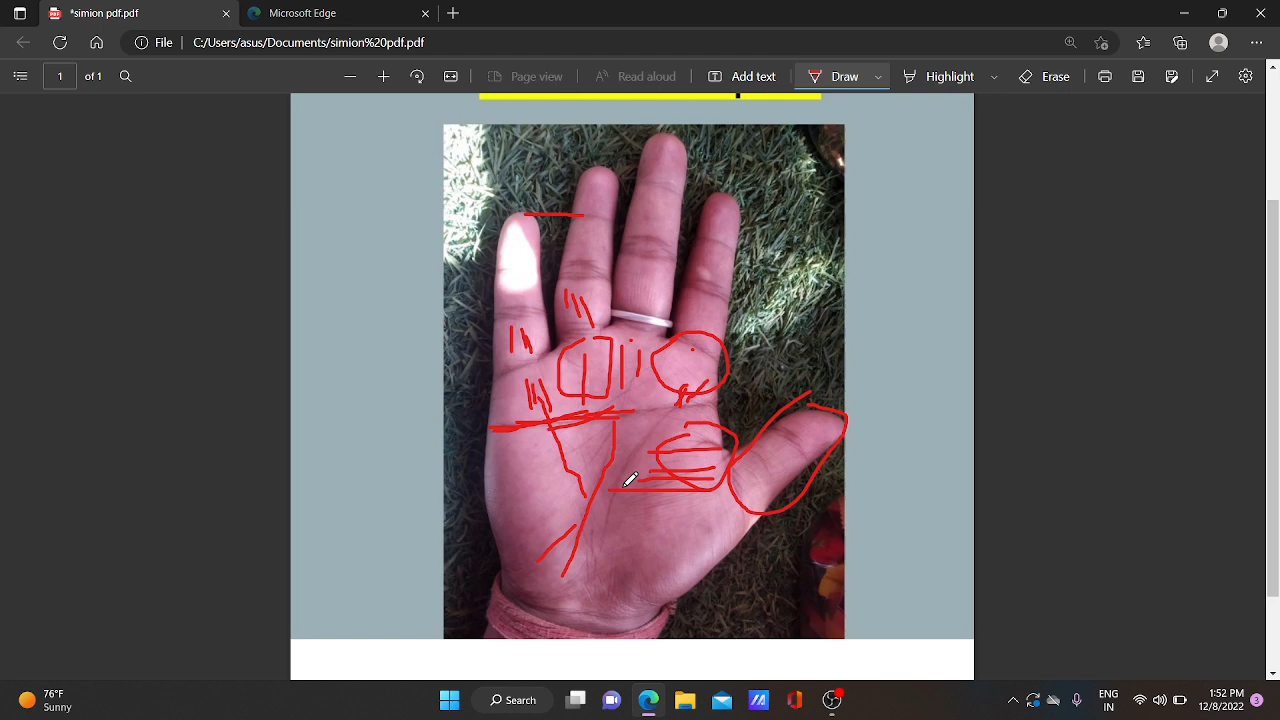 *simion pdf.pdf
Microsoft Edge
File C:/Users/asus/Documents/simion%20pdf.pdf
1 of 1 Page view Read aloud Add text Draw Highlight Erase
76°F
Sunny
Search
ENG
IN
1:52 PM
12/8/2022
3